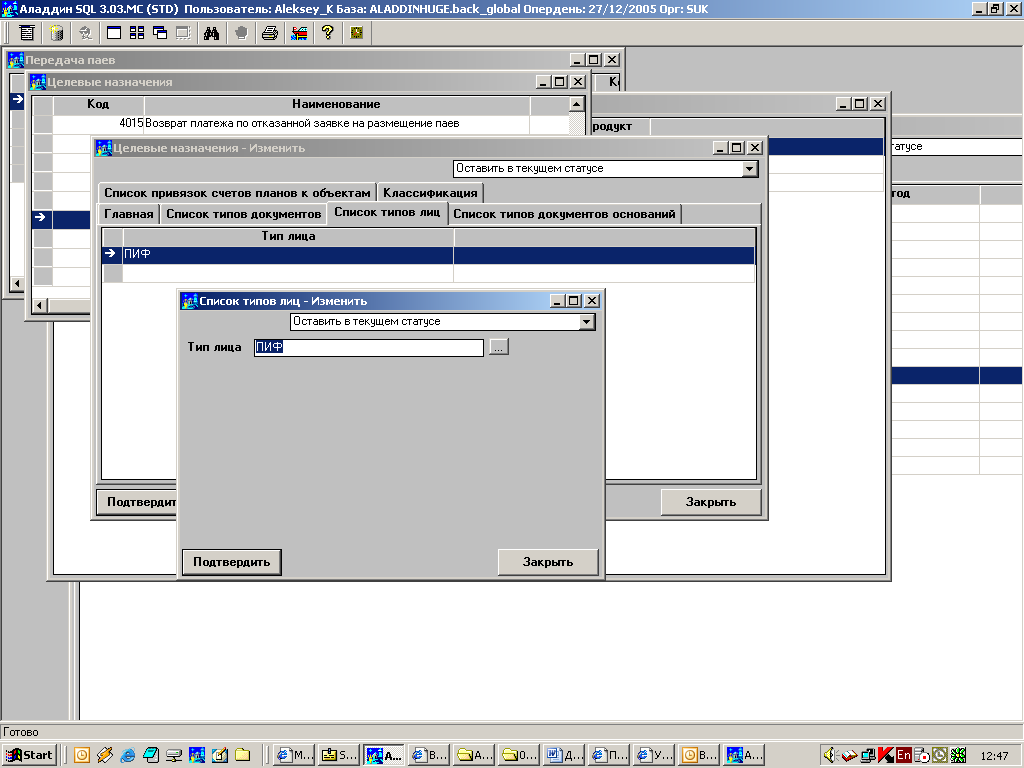 Аладдин SQL 3.03.MC (STD) Пользователь: Aleksey_K База: ALADDINHUGE.back_global Опердень: 27/12/2005 Орг: SUK
Передача паев
Целевые назначения
Код Наименование
4015 Возврат платежа по отказанной заявке на размещение паев
родукт
татусе
год
Целевые назначения - Изменить
Оставить в текущем статусе
Список привязок счетов планов к объектам Классификация
Главная Список типов документов Список типов лиц Список типов документов оснований
Тип лица
ПИФ
Список типов лиц - Изменить
Оставить в текущем статусе
Тип лица ПИФ ...
Подтвердит Закрыть
Подтвердить Закрыть
Готово
Start М... S... А... В... А... О... Д... П... У... В... А... En 12:47